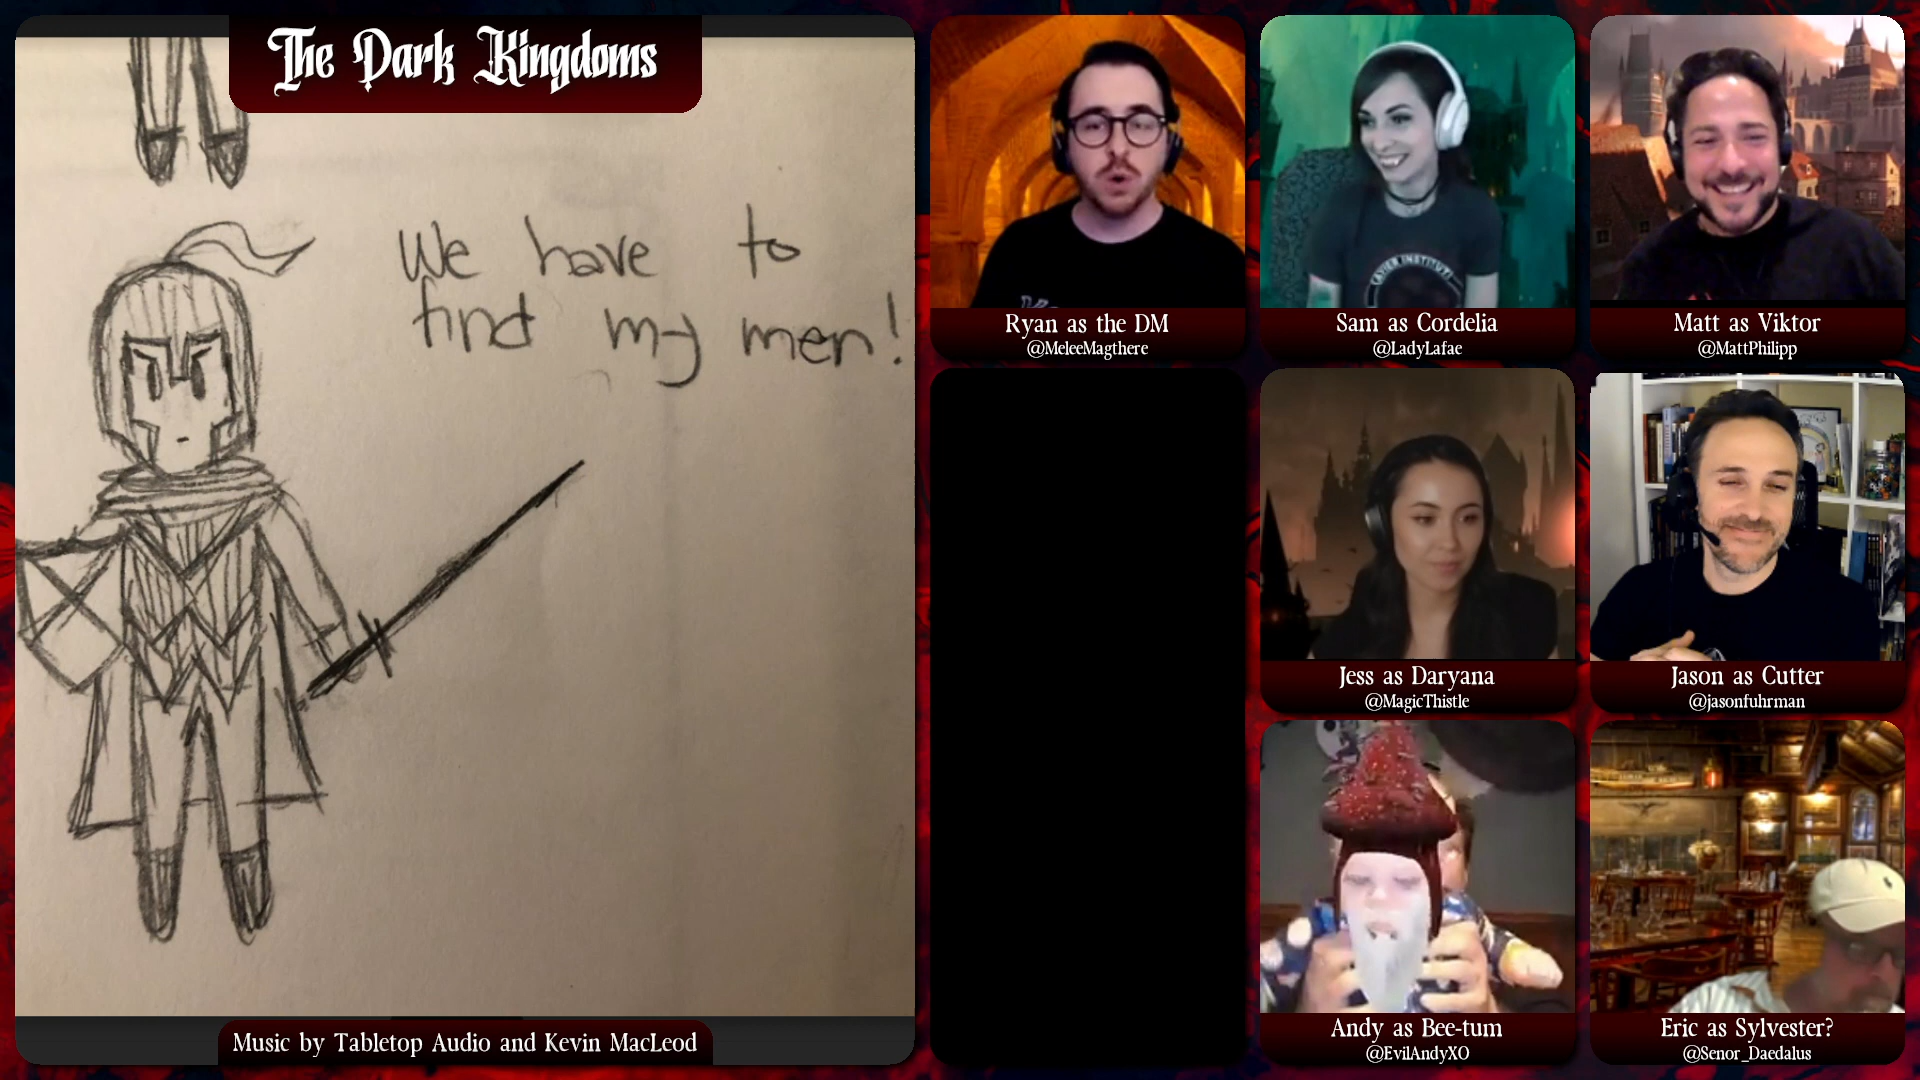 The Dark Kingdoms
We have to
find my men!
Music by Tabletop Audio and Kevin MacLeod
Ryan as the DM
@MeleeMagthere
Sam as Cordelia
@LadyLafae
Matt as Viktor
@MattPhilipp
XAVIER INSTITUT
Jess as Daryana
@MagicThistle
Jason as Cutter
@jasonfuhrman
Andy as Bee-tum
@EvilAndyXO
Eric as Sylvester?
@Senor_Daedalus